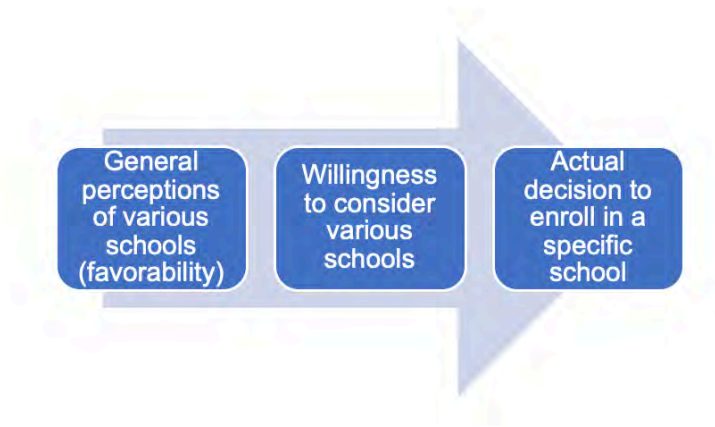 General
perceptions
of various
schools
(favorability)
Willingness
to consider
various
schools
Actual
decision to
enroll in a
specific
school